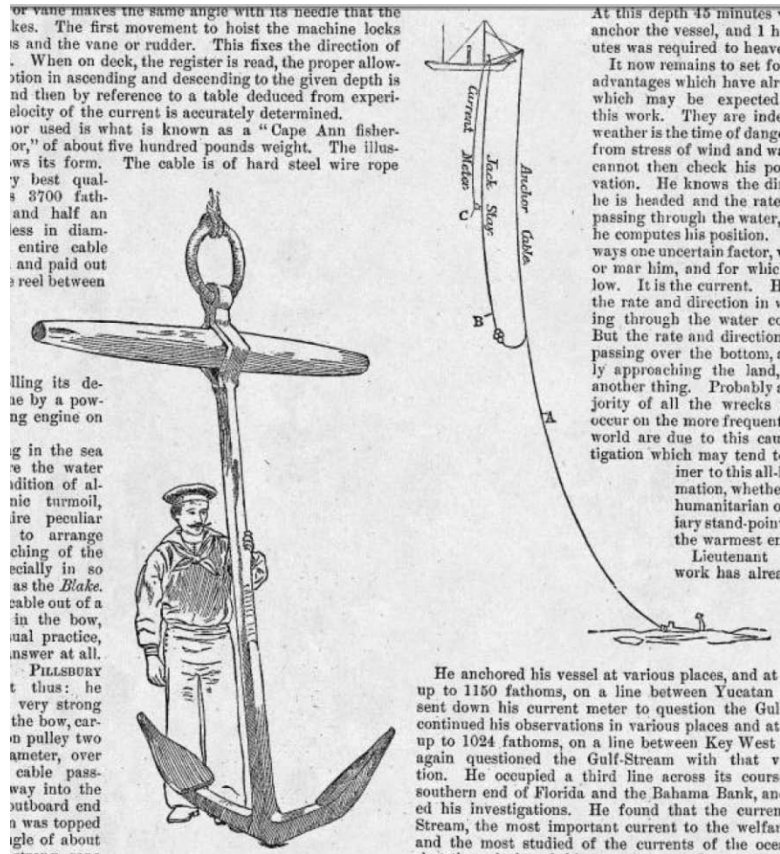 or vane makes the same angle with its needle that the
kes. The first movement to hoist the machine locks
s and the vane or rudder. This fixes the direction of
. When on deck, the register is read, the proper allow-
otion in ascending and descending to the given depth is
nd then by reference to a table deduced from experi-
elocity of the current is accurately determined.
or used is what is known as a "Cape Ann fisher-
or," of about five hundred pounds weight. The illus-
ows its form. The cable is of hard steel wire rope
y best qual-
s 3700 fath-
and half an
less in diam-
entire cable
and paid out
reel between
lling its de-
ne by a pow-
ng engine on
ng in the sea
re the water
ndition of al-
nic turmoil,
ire peculiar
to arrange
ching of the
ecially in so
as the Blake.
cable out of a
in the bow,
ual practice,
nswer at all.
PILLSBURY
t thus: he
very strong
the bow, car-
n pulley two
ameter, over
cable pass-
way into the
outboard end
n was topped
ngle of about
Current Meter
Jack Stay
Anchor Cable
C
B
A
At this depth 45 minutes
anchor the vessel, and 1 h
utes was required to heave
It now remains to set fo
advantages which have alr
which may be expected
this work. They are inde
weather is the time of dange
from stress of wind and wa
cannot then check his po
vation. He knows the di
he is headed and the rate
passing through the water,
he computes his position.
ways one uncertain factor,
or mar him, and for whic
low. It is the current. H
the rate and direction in w
ing through the water co
But the rate and direction
passing over the bottom, a
ly approaching the land,
another thing. Probably a
jority of all the wrecks
occur on the more frequent
world are due to this cau
tigation which may tend t
iner to this all-
mation, whethe
humanitarian o
iary stand-poin
the warmest en
Lieutenant
work has alrea
He anchored his vessel at various places, and at
up to 1150 fathoms, on a line between Yucatan
sent down his current meter to question the Gul
continued his observations in various places and at
up to 1024 fathoms, on a line between Key West
again questioned the Gulf-Stream with that v
tion. He occupied a third line across its cours
southern end of Florida and the Bahama Bank, an
ed his investigations. He found that the curren
Stream, the most important current to the welfar
and the most studied of the currents of the oce